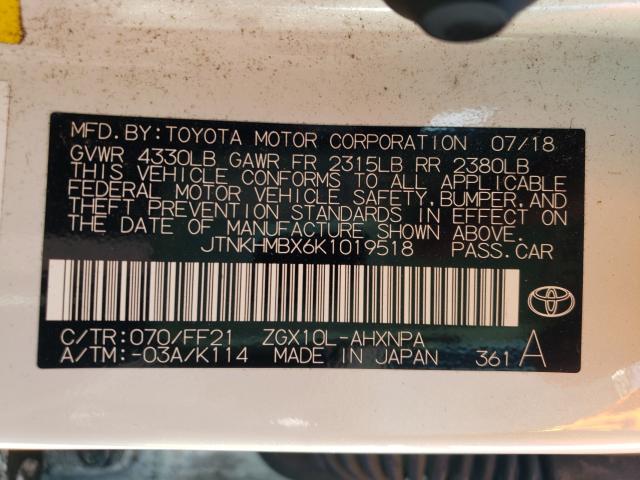 MFD. BY: TOYOTA MOTOR CORPORATION 07/18
GVWR 4330LB GAWR FR 2315LB RR 2380LB
THIS VEHICLE CONFORMS TO ALL APPLICABLE
FEDERAL MOTOR VEHICLE SAFETY, BUMPER, AND
THEFT PREVENTION STANDARDS IN EFFECT ON
THE DATE OF MANUFACTURE SHOWN ABOVE.
JTNKHMBX6K1019518 PASS. CAR
C/TR: 070/FF21 ZGX10L-AHXNPA
A/TM: -03A/K114 MADE IN JAPAN 361 A